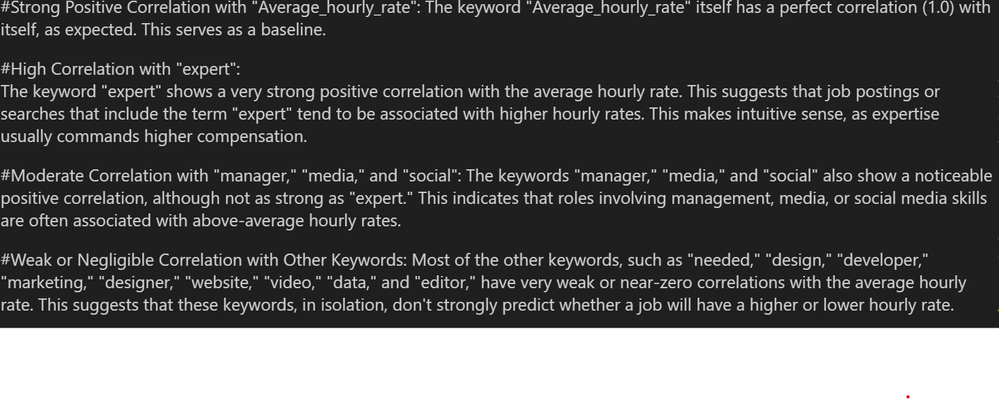 #Strong Positive Correlation with "Average_hourly_rate": The keyword "Average_hourly_rate" itself has a perfect correlation (1.0) with
itself, as expected. This serves as a baseline.
#High Correlation with "expert":
The keyword "expert" shows a very strong positive correlation with the average hourly rate. This suggests that job postings or
searches that include the term "expert" tend to be associated with higher hourly rates. This makes intuitive sense, as expertise
usually commands higher compensation.
#Moderate Correlation with "manager," "media," and "social": The keywords "manager," "media," and "social" also show a noticeable
positive correlation, although not as strong as "expert." This indicates that roles involving management, media, or social media skills
are often associated with above-average hourly rates.
#Weak or Negligible Correlation with Other Keywords: Most of the other keywords, such as "needed," "design," "developer,"
"marketing," "designer," "website," "video," "data," and "editor," have very weak or near-zero correlations with the average hourly
rate. This suggests that these keywords, in isolation, don't strongly predict whether a job will have a higher or lower hourly rate.